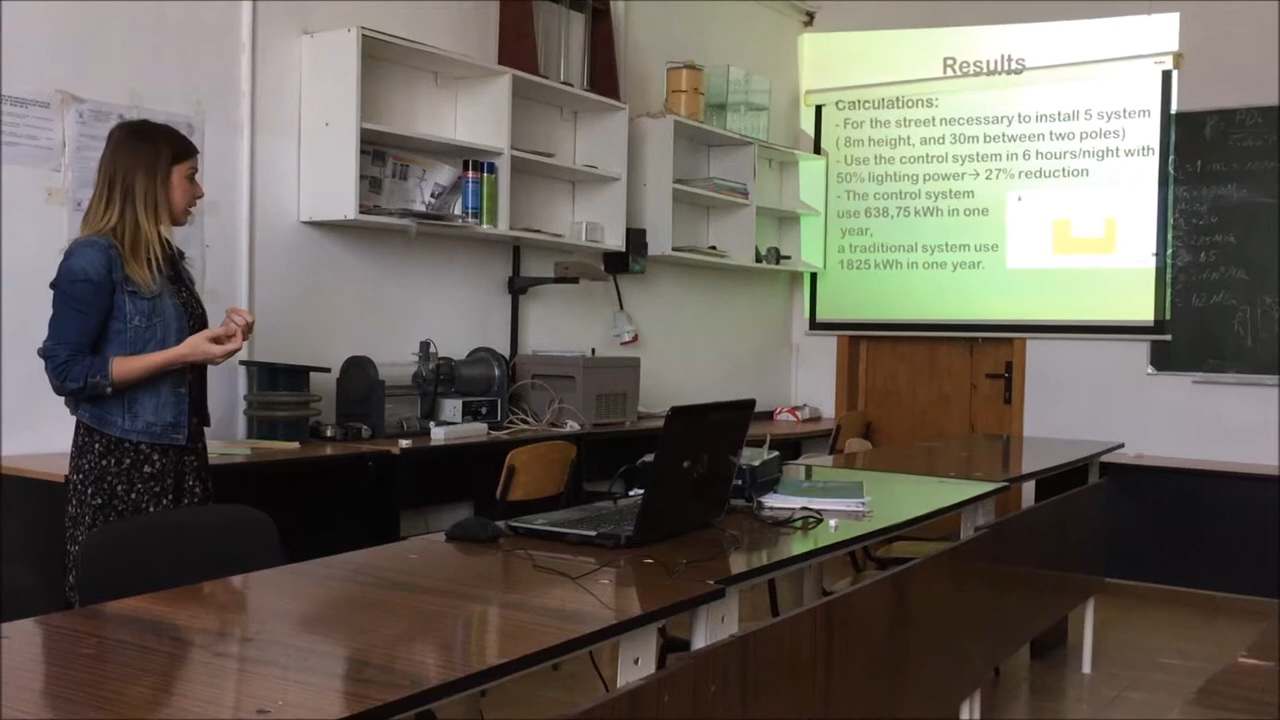 Results
Calculations:
- For the street necessary to install 5 system
( 8m height, and 30m between two poles)
- Use the control system in 6 hours/night with
50% lighting power→ 27% reduction
- The control system
use 638,75 kWh in one
year,
a traditional system use
1825 kWh in one year.